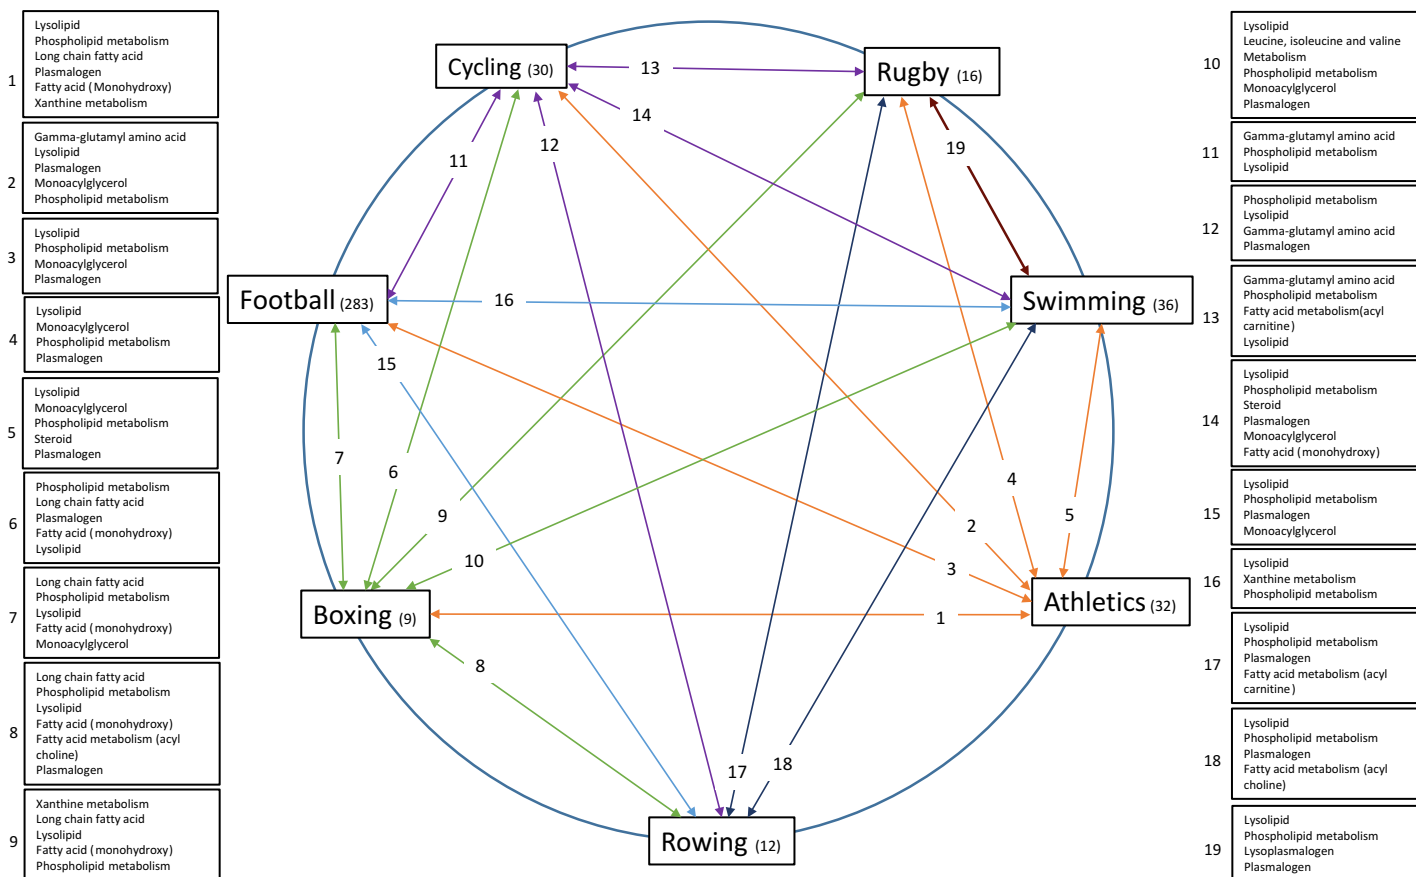 1
Lysolipid
Phospholipid metabolism
Long chain fatty acid
Plasmalogen
Fatty acid (Monohydroxy)
Xanthine metabolism
2
Gamma-glutamyl amino acid
Lysolipid
Plasmalogen
Monoacylglycerol
Phospholipid metabolism
3
Lysolipid
Phospholipid metabolism
Monoacylglycerol
Plasmalogen
4
Lysolipid
Monoacylglycerol
Phospholipid metabolism
Plasmalogen
5
Lysolipid
Monoacylglycerol
Phospholipid metabolism
Steroid
Plasmalogen
6
Phospholipid metabolism
Long chain fatty acid
Plasmalogen
Fatty acid (monohydroxy)
Lysolipid
7
Long chain fatty acid
Phospholipid metabolism
Lysolipid
Fatty acid (monohydroxy)
Monoacylglycerol
8
Long chain fatty acid
Phospholipid metabolism
Lysolipid
Fatty acid (monohydroxy)
Fatty acid metabolism (acyl
choline)
Plasmalogen
9
Xanthine metabolism
Long chain fatty acid
Lysolipid
Fatty acid (monohydroxy)
Phospholipid metabolism
Cycling (30)
Rugby (16)
Football (283)
Swimming (36)
Boxing (9)
Athletics (32)
Rowing (12)
13
14
12
19
11
16
15
7
6
9
10
4
5
2
3
1
8
17
18
10
Lysolipid
Leucine, isoleucine and valine
Metabolism
Phospholipid metabolism
Monoacylglycerol
Plasmalogen
11
Gamma-glutamyl amino acid
Phospholipid metabolism
Lysolipid
12
Phospholipid metabolism
Lysolipid
Gamma-glutamyl amino acid
Plasmalogen
13
Gamma-glutamyl amino acid
Phospholipid metabolism
Fatty acid metabolism(acyl
carnitine)
Lysolipid
14
Lysolipid
Phospholipid metabolism
Steroid
Plasmalogen
Monoacylglycerol
Fatty acid (monohydroxy)
15
Lysolipid
Phospholipid metabolism
Plasmalogen
Monoacylglycerol
16
Lysolipid
Xanthine metabolism
Phospholipid metabolism
17
Lysolipid
Phospholipid metabolism
Plasmalogen
Fatty acid metabolism (acyl
carnitine)
18
Lysolipid
Phospholipid metabolism
Plasmalogen
Fatty acid metabolism (acyl
choline)
19
Lysolipid
Phospholipid metabolism
Lysoplasmalogen
Plasmalogen